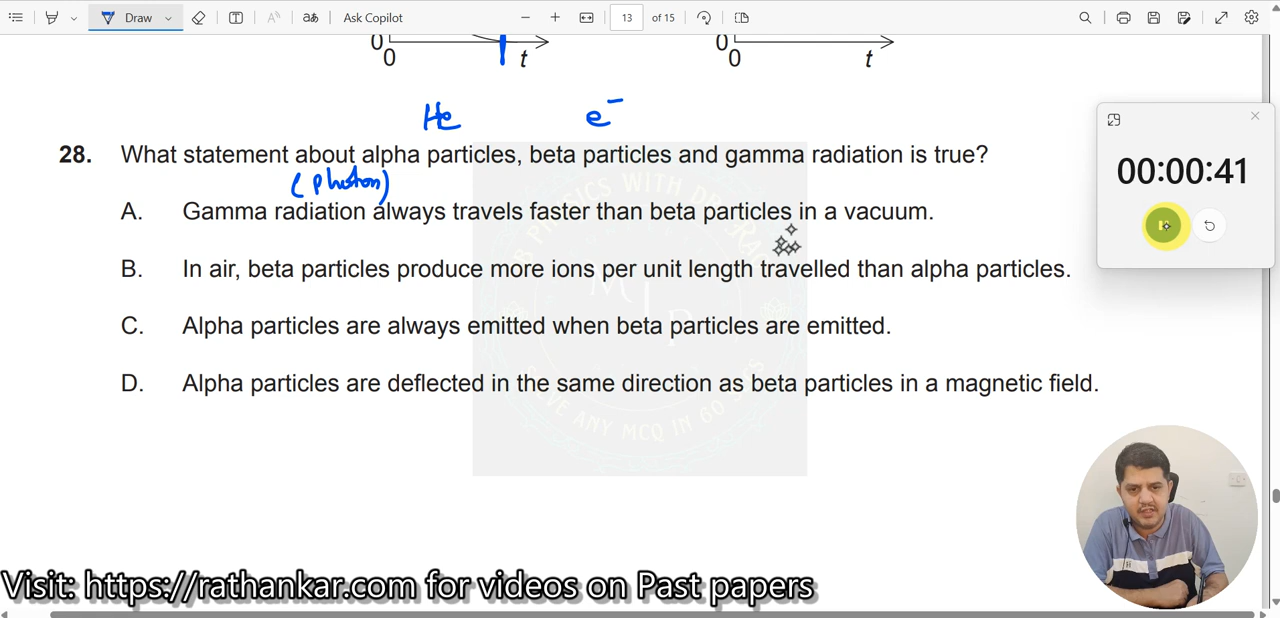 Draw
Ask Copilot
13 of 15
0
0 t
0
0 t
He e⁻
28. What statement about alpha particles, beta particles and gamma radiation is true?
(photon)
A. Gamma radiation always travels faster than beta particles in a vacuum.
B. In air, beta particles produce more ions per unit length travelled than alpha particles.
C. Alpha particles are always emitted when beta particles are emitted.
D. Alpha particles are deflected in the same direction as beta particles in a magnetic field.
00:00:41
Visit: https://rathankar.com for videos on Past papers